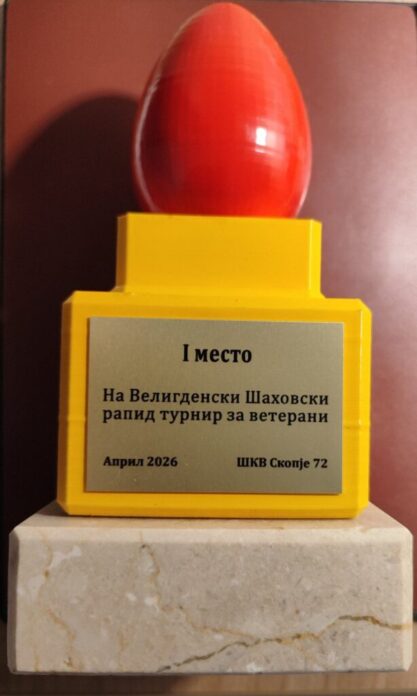 I место
На Велигденски Шаховски
рапид турнир за ветерани
Април 2026 ШКВ Скопје 72